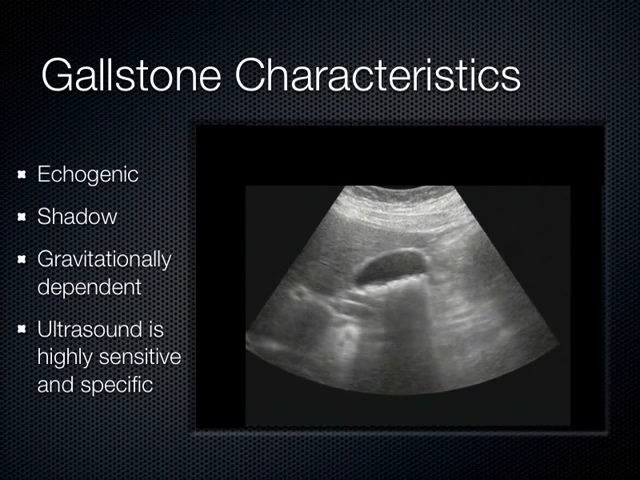 Gallstone Characteristics
Echogenic
Shadow
Gravitationally
dependent
Ultrasound is
highly sensitive
and specific